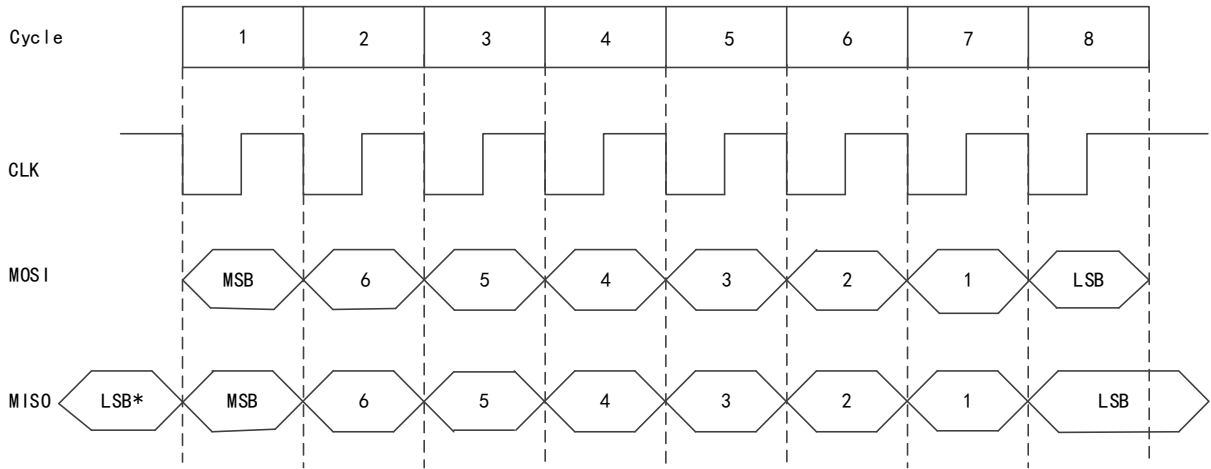 Cycle 1 2 3 4 5 6 7 8
CLK
MOSI MSB 6 5 4 3 2 1 LSB
MISO LSB* MSB 6 5 4 3 2 1 LSB